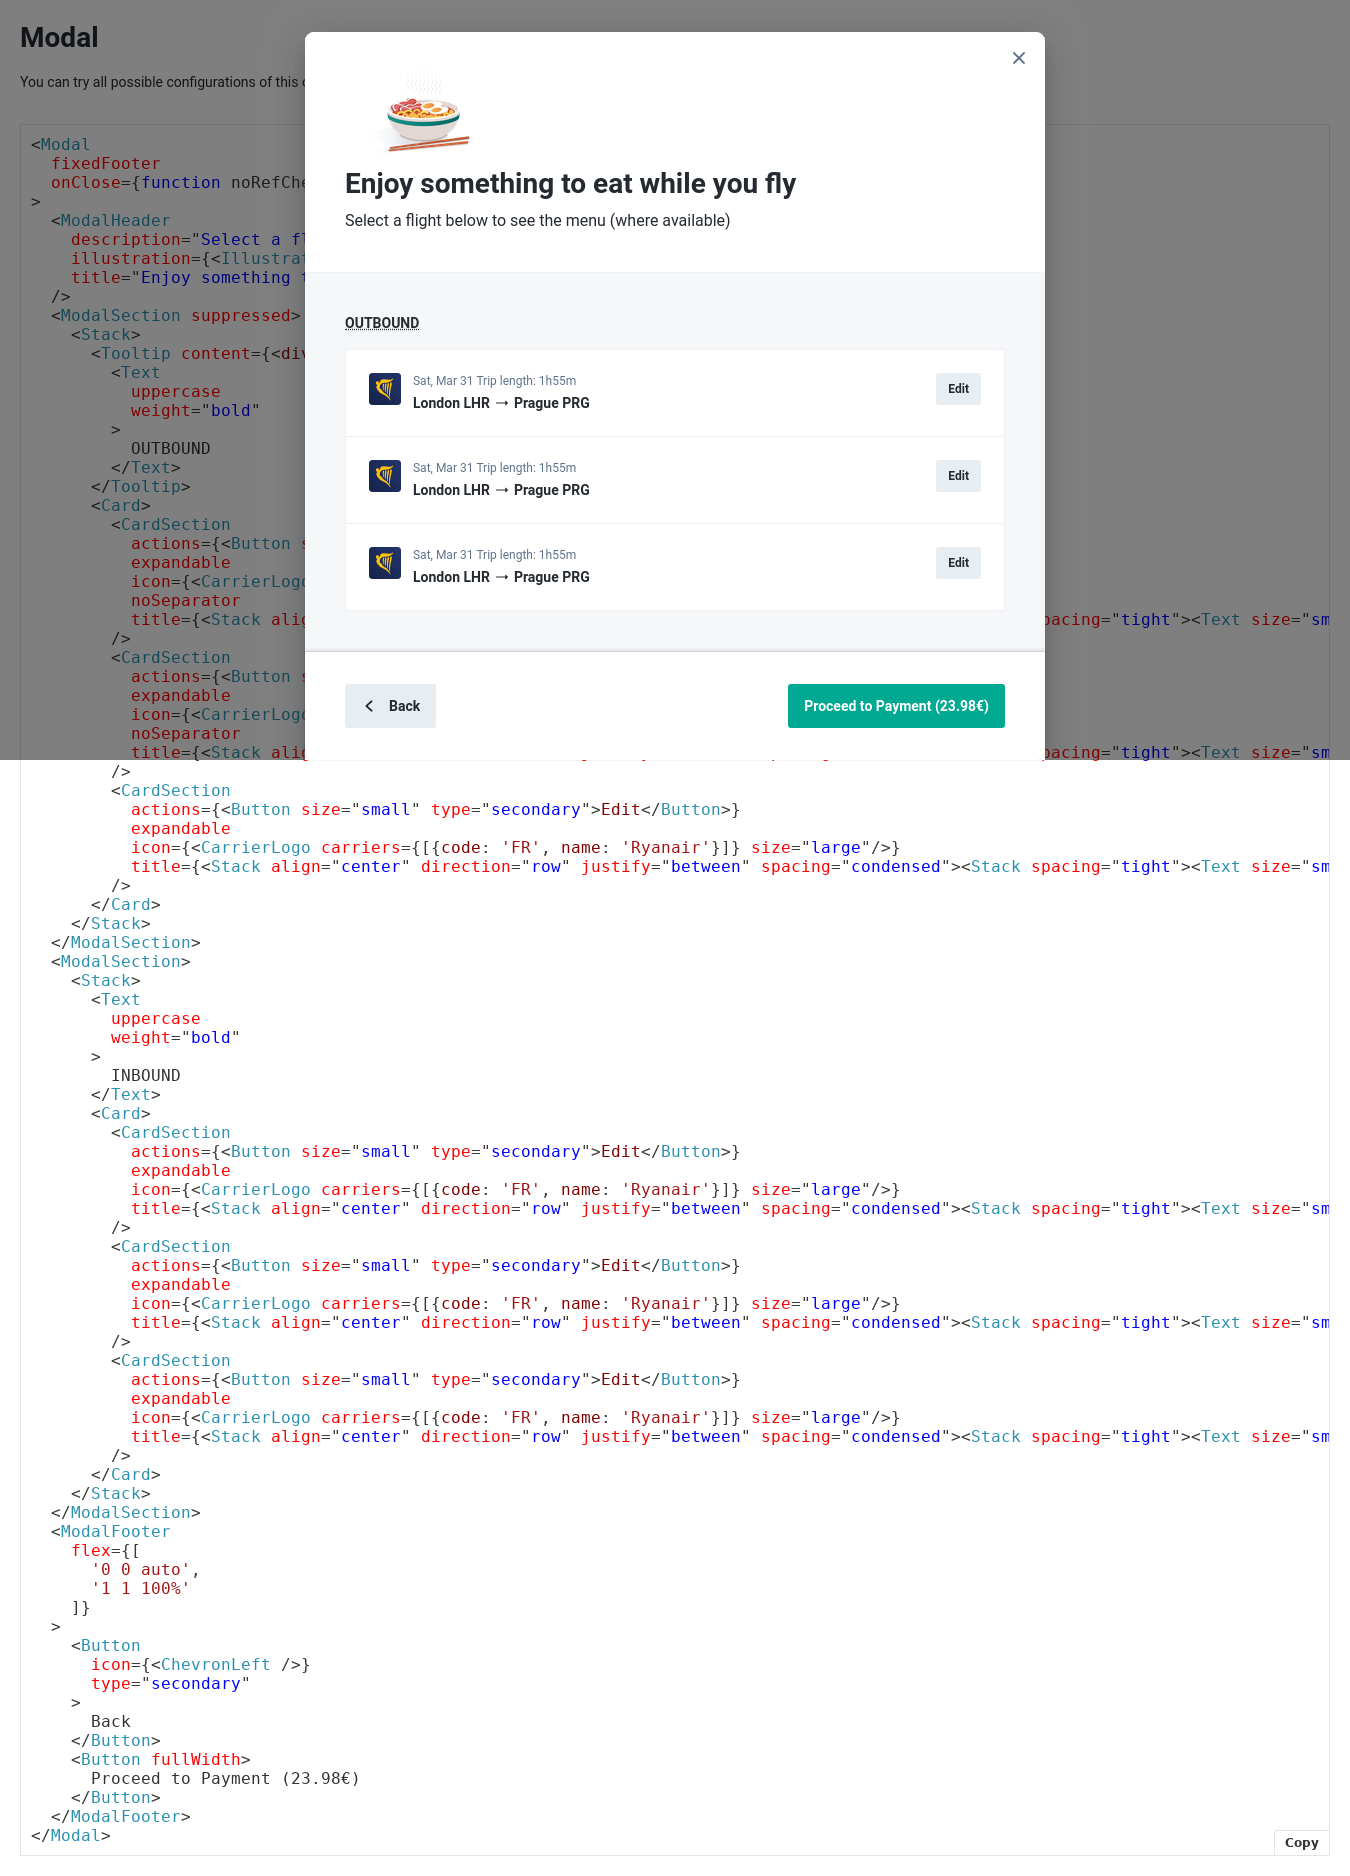 Modal
You can try all possible configurations of this
<Modal
fixedFooter
onClose={function noRefChe
>
<ModalHeader
description="Select a fl
illustration={<Illustrat
title="Enjoy something t
/>
<ModalSection suppressed>
<Stack>
<Tooltip content={<div
<Text
uppercase
weight="bold"
>
OUTBOUND
</Text>
</Tooltip>
<Card>
<CardSection
actions={<Button s
expandable
icon={<CarrierLogo
noSeparator
title={<Stack alig
pacing="tight"><Text size="sm
/>
<CardSection
actions={<Button s
expandable
icon={<CarrierLogo
noSeparator
title={<Stack alig
pacing="tight"><Text size="sm
Enjoy something to eat while you fly
Select a flight below to see the menu (where available)
OUTBOUND
Sat, Mar 31 Trip length: 1h55m
London LHR → Prague PRG
Edit
Sat, Mar 31 Trip length: 1h55m
London LHR → Prague PRG
Edit
Sat, Mar 31 Trip length: 1h55m
London LHR → Prague PRG
Edit
Back
Proceed to Payment (23.98€)
/>
<CardSection
actions={<Button size="small" type="secondary">Edit</Button>}
expandable
icon={<CarrierLogo carriers={[{code: 'FR', name: 'Ryanair'}]} size="large"/>}
title={<Stack align="center" direction="row" justify="between" spacing="condensed"><Stack spacing="tight"><Text size="sm
/>
</Card>
</Stack>
</ModalSection>
<ModalSection>
<Stack>
<Text
uppercase
weight="bold"
>
INBOUND
</Text>
<Card>
<CardSection
actions={<Button size="small" type="secondary">Edit</Button>}
expandable
icon={<CarrierLogo carriers={[{code: 'FR', name: 'Ryanair'}]} size="large"/>}
title={<Stack align="center" direction="row" justify="between" spacing="condensed"><Stack spacing="tight"><Text size="sm
/>
<CardSection
actions={<Button size="small" type="secondary">Edit</Button>}
expandable
icon={<CarrierLogo carriers={[{code: 'FR', name: 'Ryanair'}]} size="large"/>}
title={<Stack align="center" direction="row" justify="between" spacing="condensed"><Stack spacing="tight"><Text size="sm
/>
<CardSection
actions={<Button size="small" type="secondary">Edit</Button>}
expandable
icon={<CarrierLogo carriers={[{code: 'FR', name: 'Ryanair'}]} size="large"/>}
title={<Stack align="center" direction="row" justify="between" spacing="condensed"><Stack spacing="tight"><Text size="sm
/>
</Card>
</Stack>
</ModalSection>
<ModalFooter
flex={[
'0 0 auto',
'1 1 100%'
]}
>
<Button
icon={<ChevronLeft />}
type="secondary"
>
Back
</Button>
<Button fullWidth>
Proceed to Payment (23.98€)
</Button>
</ModalFooter>
</Modal>
Copy